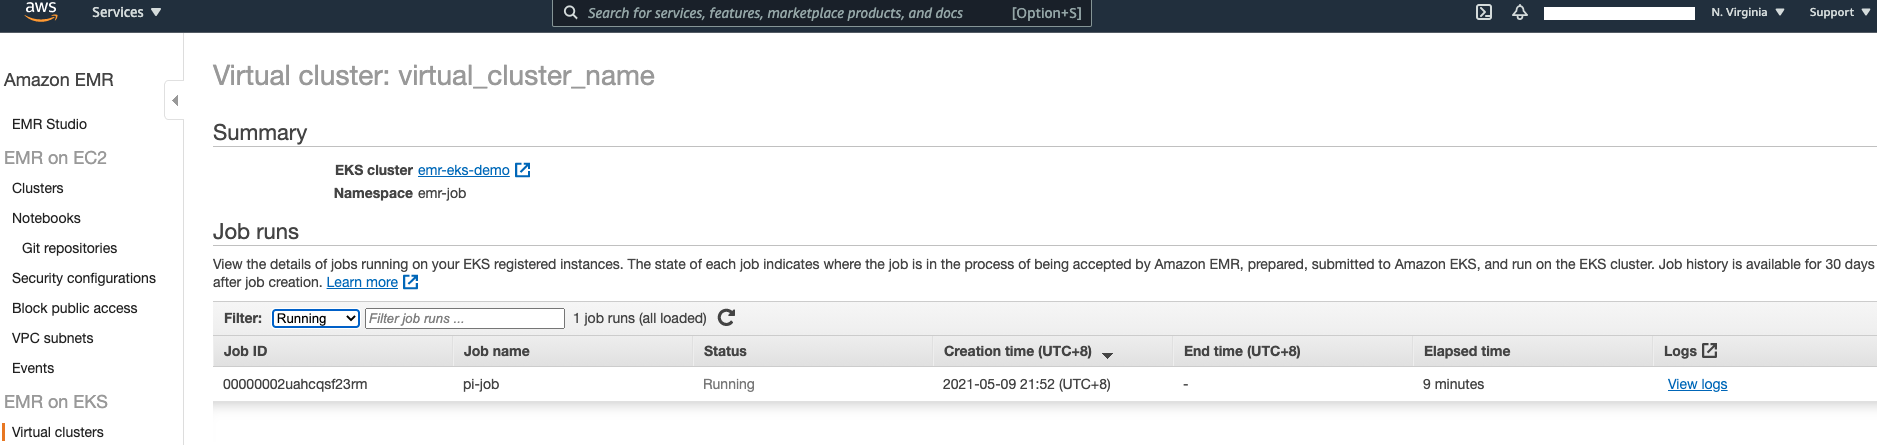 aws Services Search for services, features, marketplace products, and docs [Option+S] N. Virginia Support
Amazon EMR
EMR Studio
EMR on EC2
Clusters
Notebooks
Git repositories
Security configurations
Block public access
VPC subnets
Events
EMR on EKS
Virtual clusters
Virtual cluster: virtual_cluster_name
Summary
EKS cluster emr-eks-demo
Namespace emr-job
Job runs
View the details of jobs running on your EKS registered instances. The state of each job indicates where the job is in the process of being accepted by Amazon EMR, prepared, submitted to Amazon EKS, and run on the EKS cluster. Job history is available for 30 days
after job creation. Learn more
Filter: Running Filter job runs ... 1 job runs (all loaded)
Job ID Job name Status Creation time (UTC+8) End time (UTC+8) Elapsed time Logs
00000002uahcqsf23rm pi-job Running 2021-05-09 21:52 (UTC+8) - 9 minutes View logs